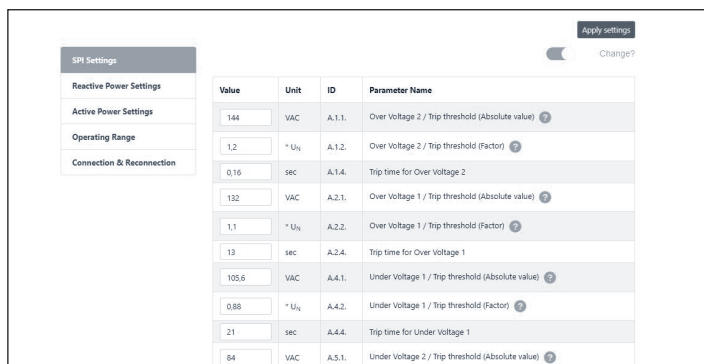 Apply settings
Change?
SPI Settings
Reactive Power Settings
Active Power Settings
Operating Range
Connection & Reconnection
Value Unit ID Parameter Name
144 VAC A.1.1. Over Voltage 2 / Trip threshold (Absolute value) ?
1,2 * UN A.1.2. Over Voltage 2 / Trip threshold (Factor) ?
0,16 sec A.1.4. Trip time for Over Voltage 2
132 VAC A.2.1. Over Voltage 1 / Trip threshold (Absolute value) ?
1,1 * UN A.2.2. Over Voltage 1 / Trip threshold (Factor) ?
13 sec A.2.4. Trip time for Over Voltage 1
105,6 VAC A.4.1. Under Voltage 1 / Trip threshold (Absolute value) ?
0,88 * UN A.4.2. Under Voltage 1 / Trip threshold (Factor) ?
21 sec A.4.4. Trip time for Under Voltage 1
84 VAC A.5.1. Under Voltage 2 / Trip threshold (Absolute value) ?